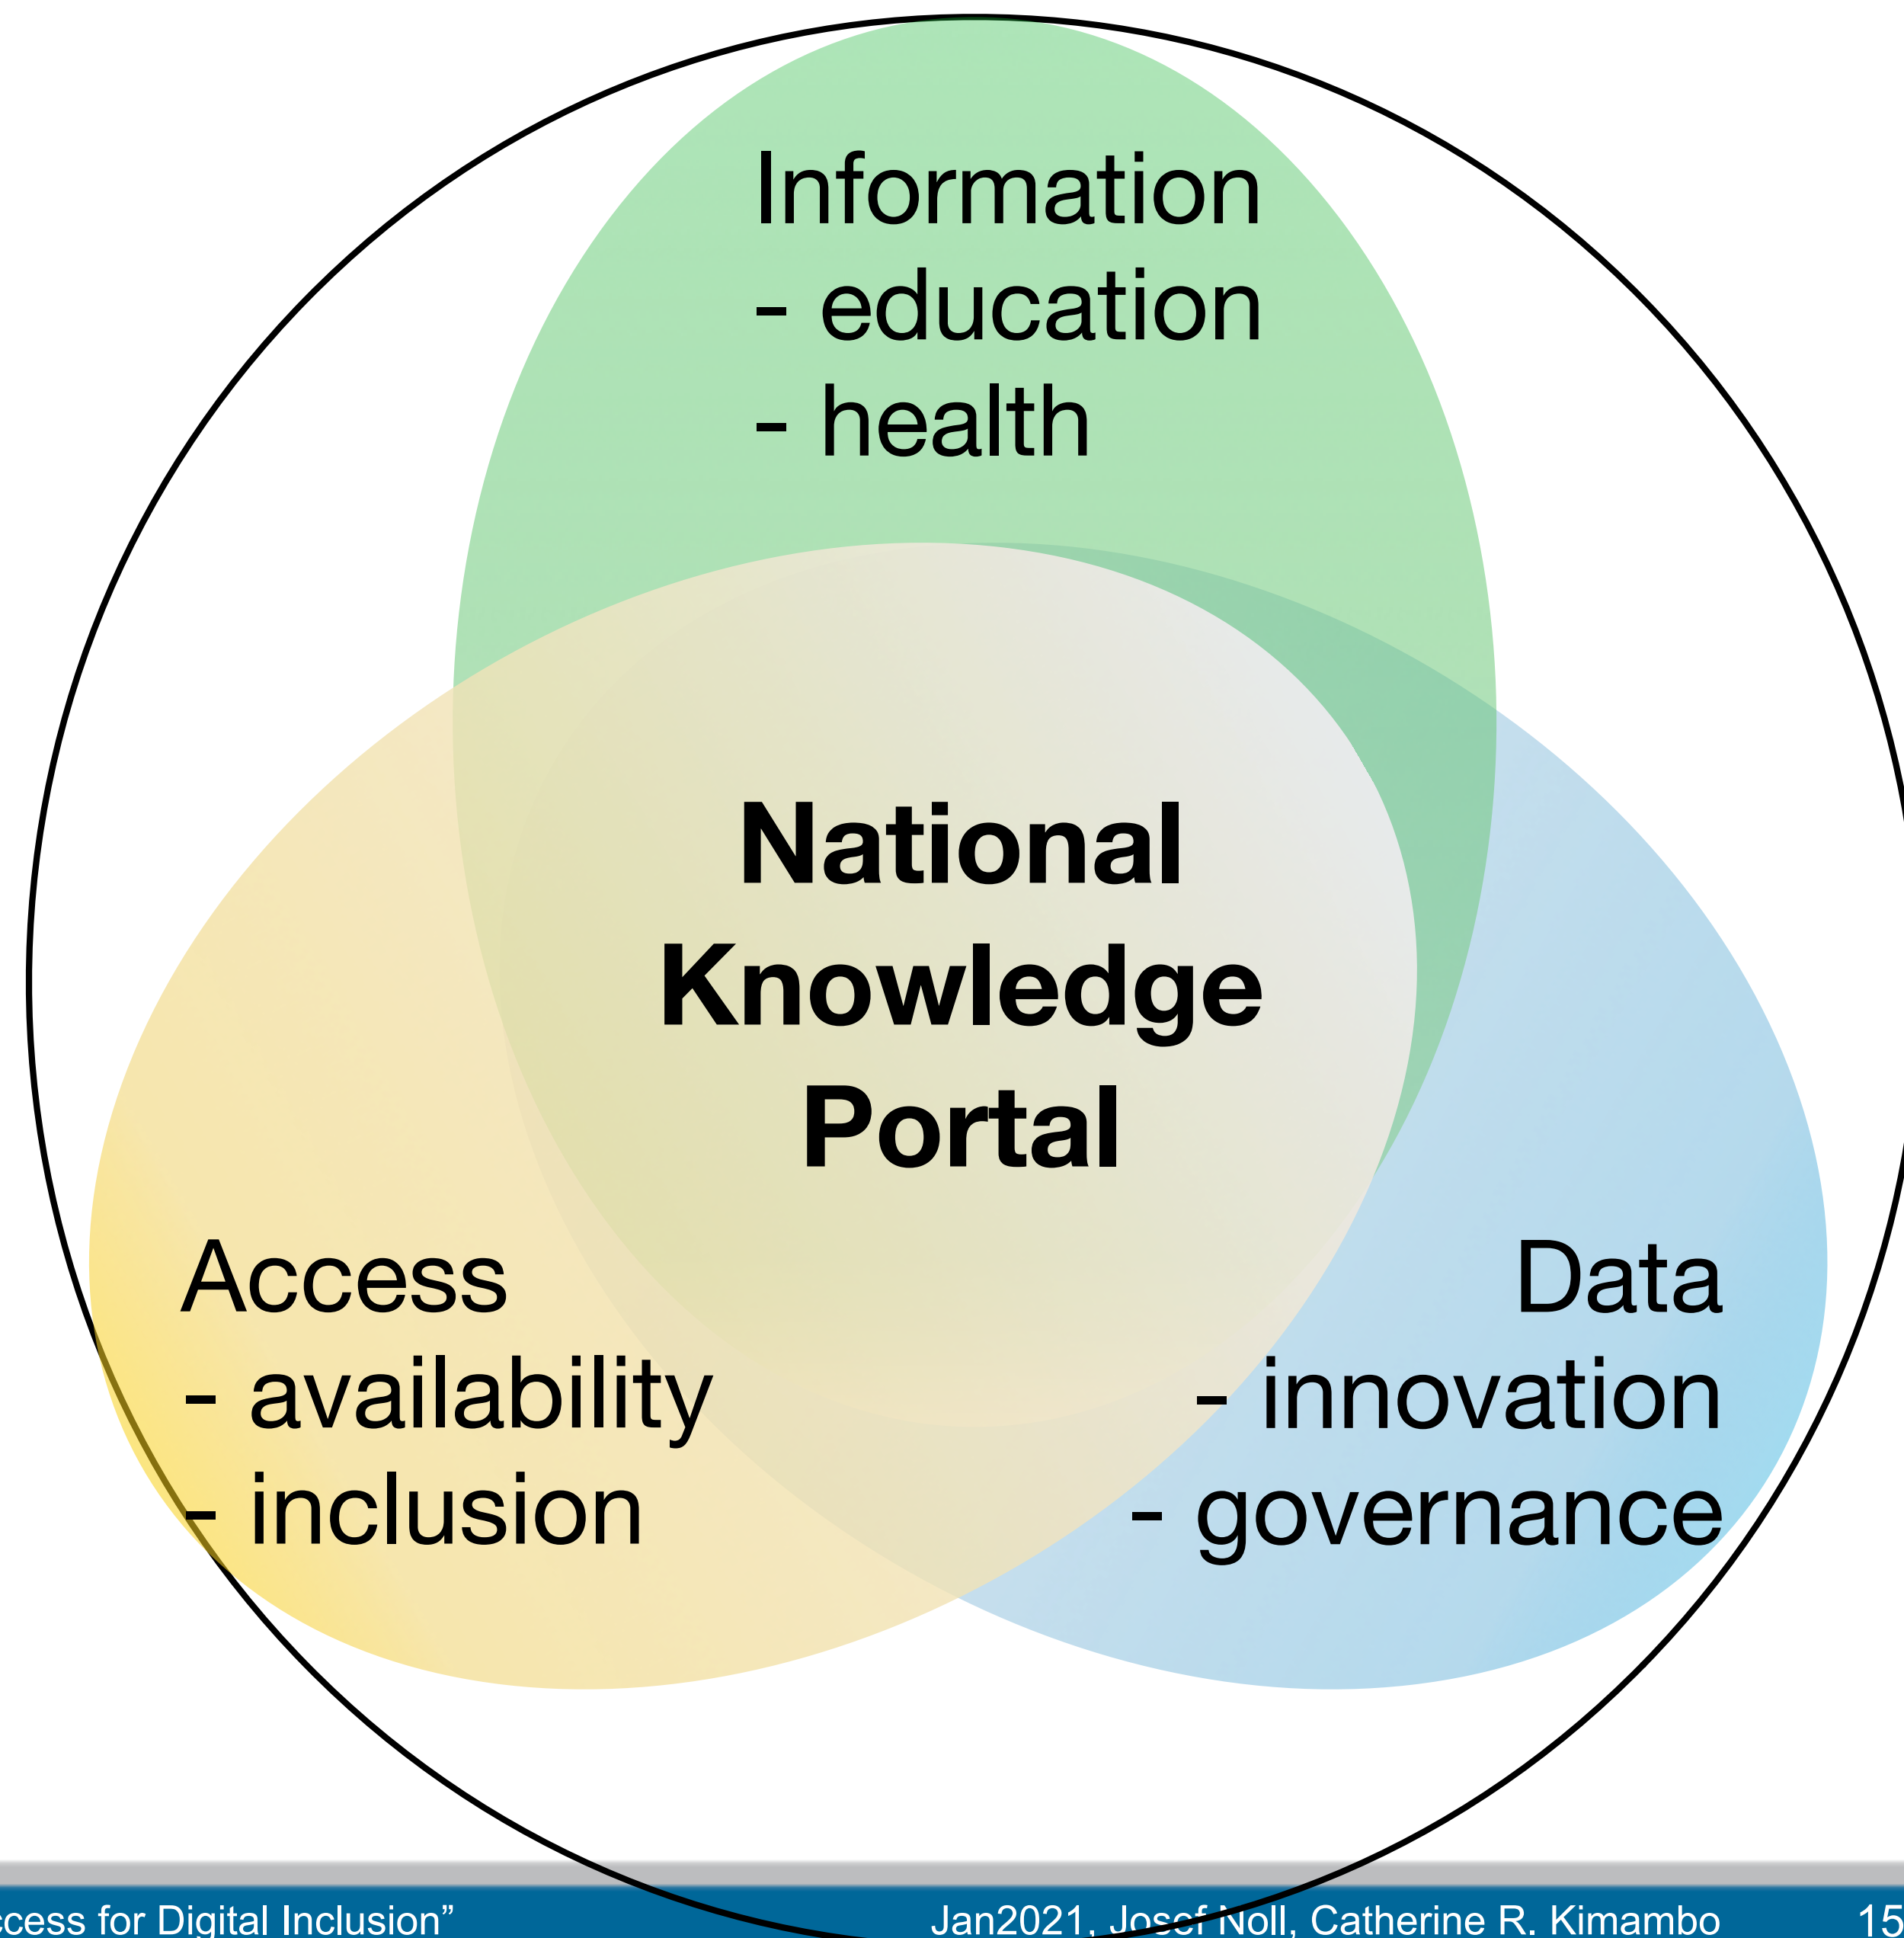 Information
- education
- health
National
Knowledge
Portal
Access
- availability
- inclusion
Data
- innovation
- governance
for Digital Inclusion”
Jan2021, Josef Noll, Catherine R. Kimambo
15